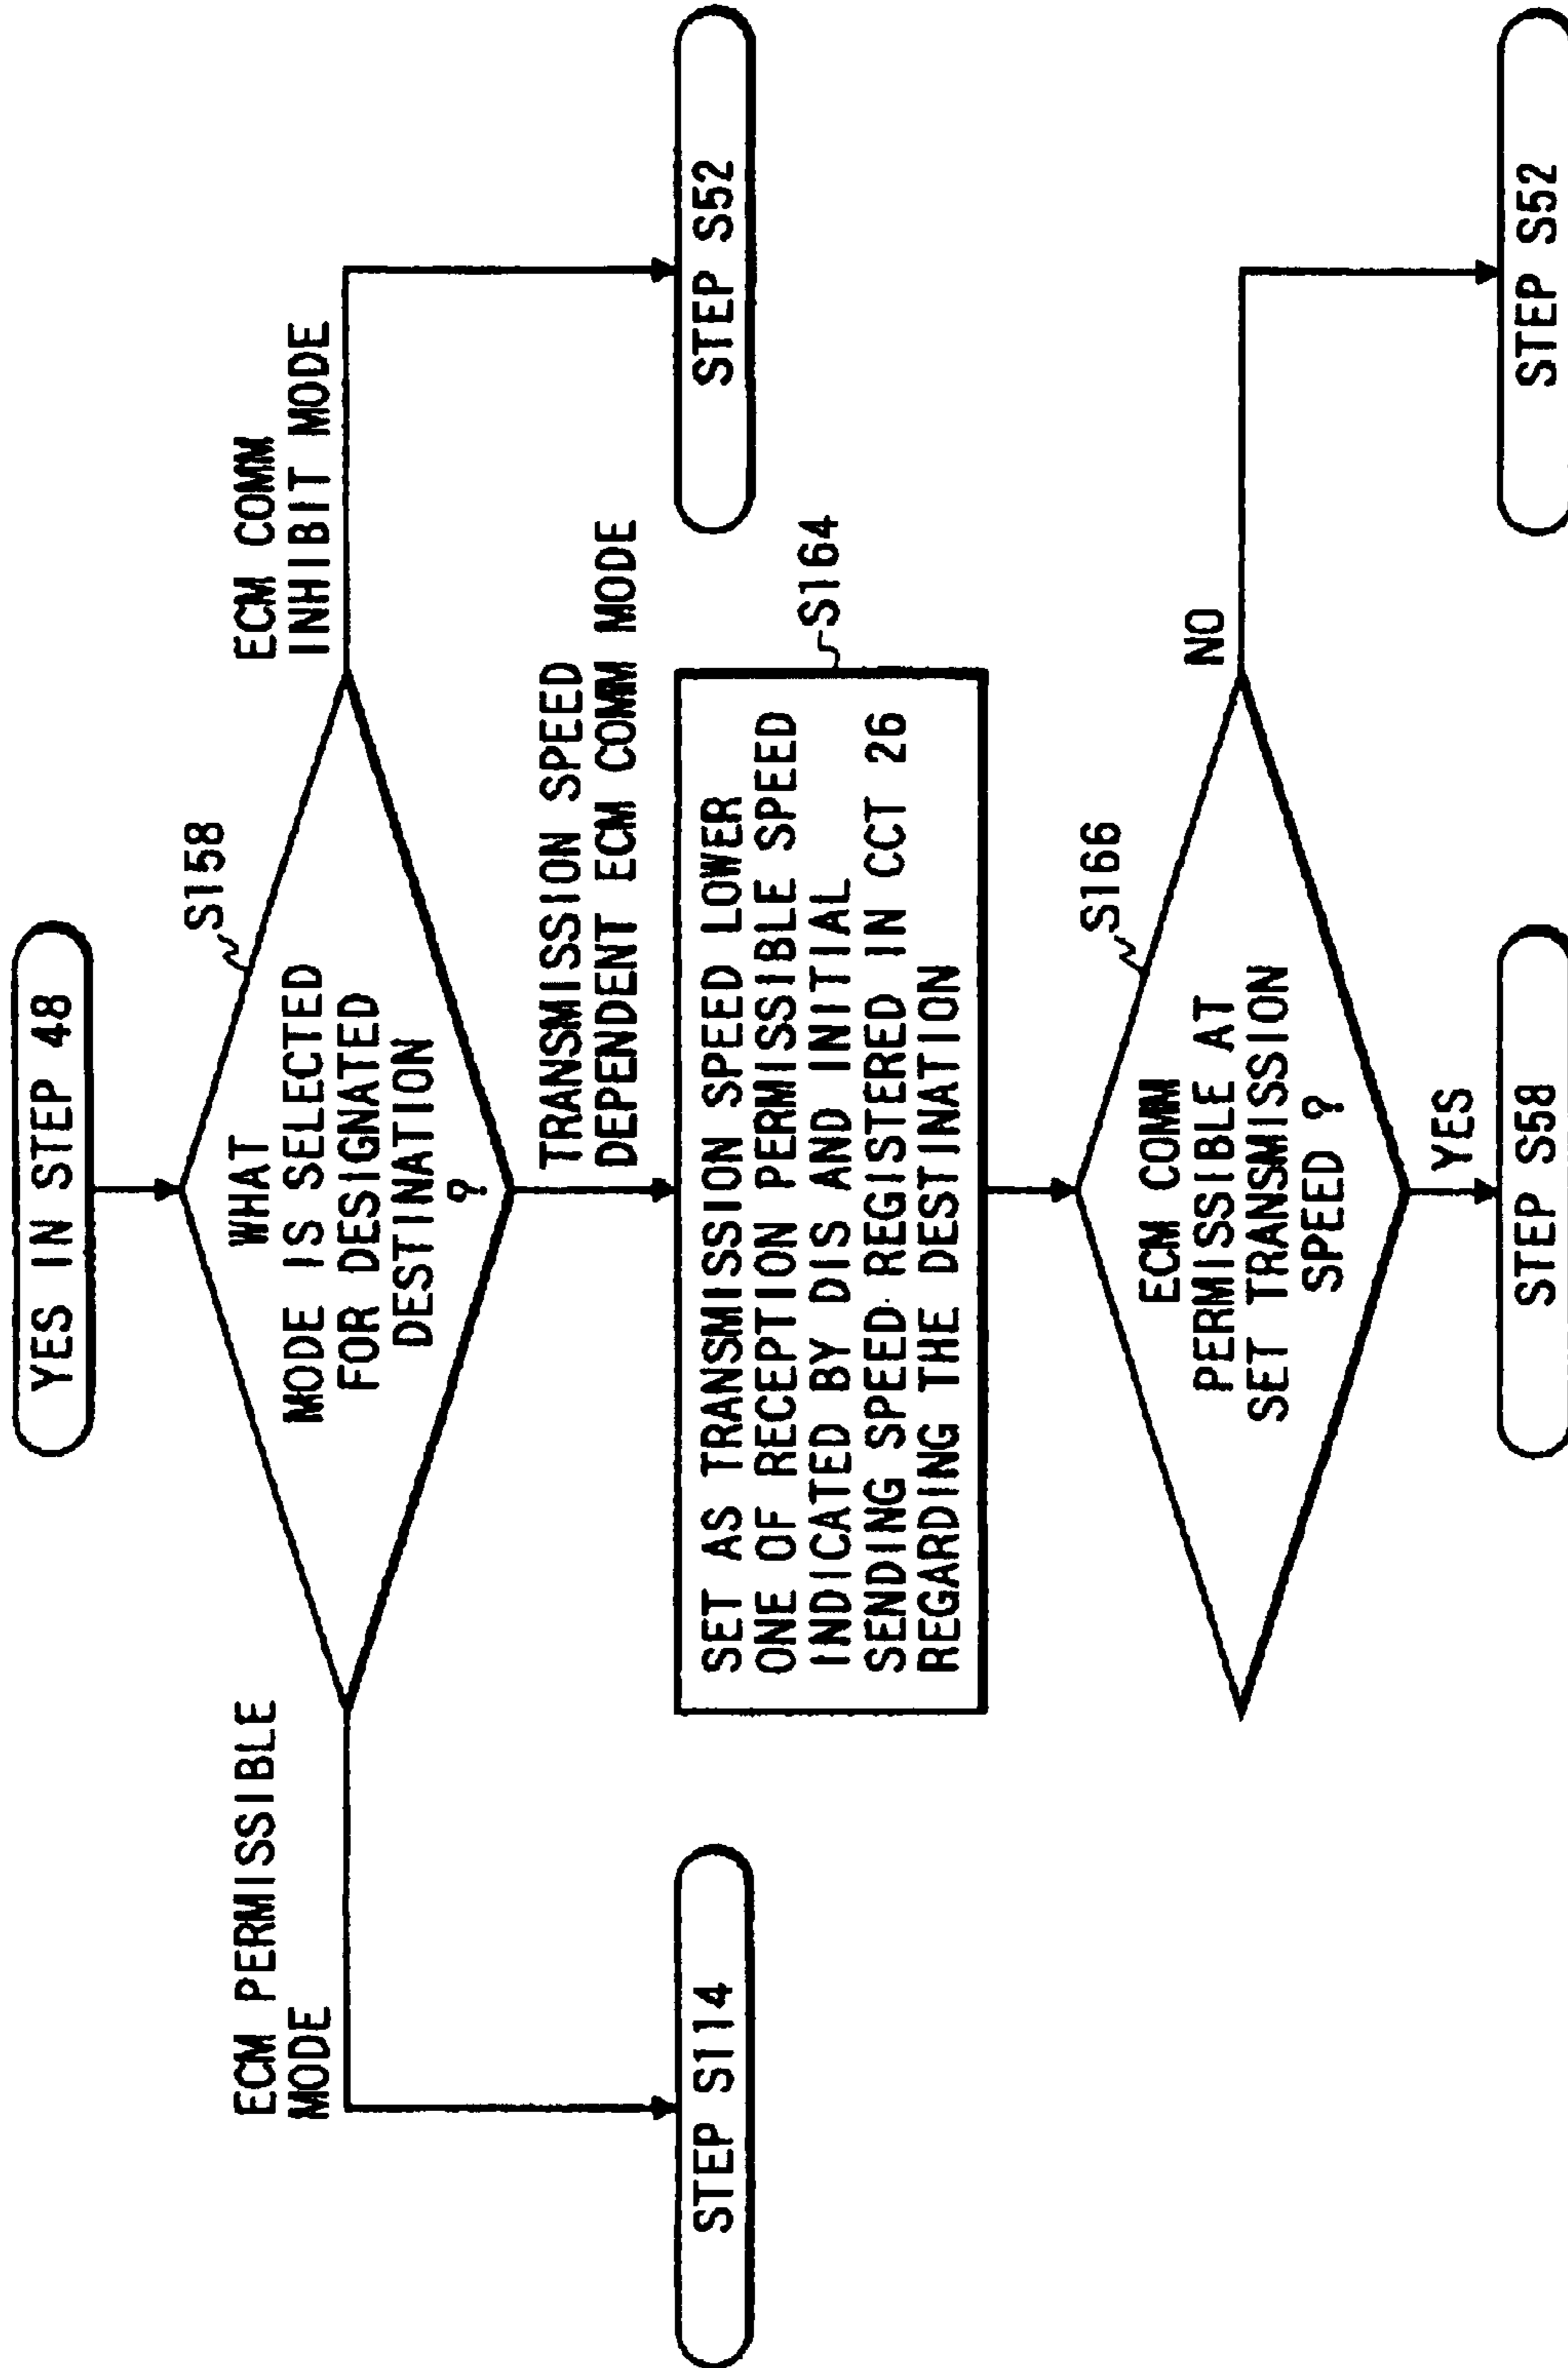 YES IN STEP 48
S158
WHAT
MODE IS SELECTED
FOR DESIGNATED
DESTINATION
?
ECM PERMISSIBLE
MODE
ECM COMM
INHIBIT MODE
TRANSMISSION SPEED
DEPENDENT ECM COMM MODE
STEP S114
S164
SET AS TRANSMISSION SPEED LOWER
ONE OF RECEPTION PERMISSIBLE SPEED
INDICATED BY DIS AND INITIAL
SENDING SPEED REGISTERED IN CCT 26
REGARDING THE DESTINATION
STEP S52
S166
ECM COMM
PERMISSIBLE AT
SET TRANSMISSION
SPEED ?
NO
YES
STEP S58
STEP S52